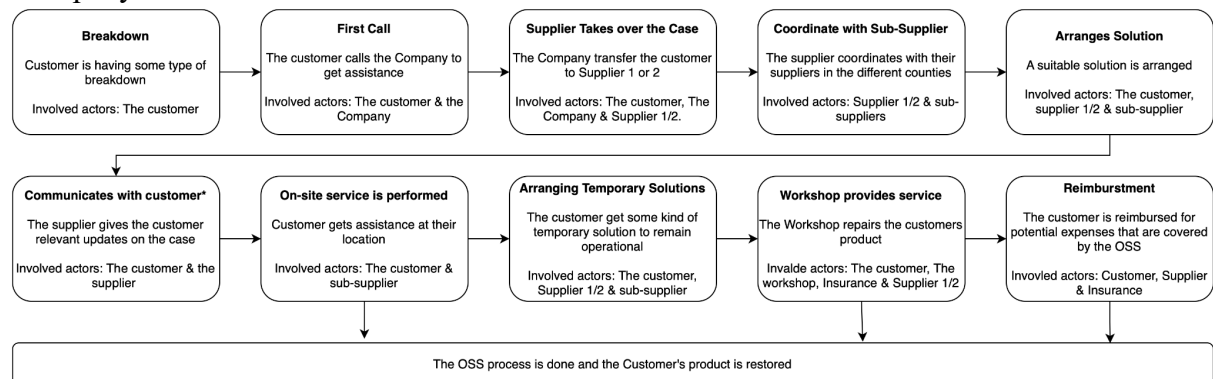 Breakdown
Customer is having some type of
breakdown
Involved actors: The customer
First Call
The customer calls the Company to
get assistance
Involved actors: The customer & the
Company
Supplier Takes over the Case
The Company transfer the customer
to Supplier 1 or 2
Involved actors: The customer, The
Company & Supplier 1/2.
Coordinate with Sub-Supplier
The supplier coordinates with their
suppliers in the different counties
Involved actors: Supplier 1/2 & sub-
suppliers
Arranges Solution
A suitable solution is arranged
Involved actors: The customer,
supplier 1/2 & sub-supplier
Communicates with customer*
The supplier gives the customer
relevant updates on the case
Involved actors: The customer & the
supplier
On-site service is performed
Customer gets assistance at their
location
Involved actors: The customer &
sub-supplier
Arranging Temporary Solutions
The customer get some kind of
temporary solution to remain
operational
Involved actors: The customer,
Supplier 1/2 & sub-supplier
Workshop provides service
The Workshop repairs the customers
product
Invalde actors: The customer, The
workshop, Insurance & Supplier 1/2
Reimburstment
The customer is reimbursed for
potential expenses that are covered
by the OSS
Invovled actors: Customer, Supplier
& Insurance
The OSS process is done and the Customer's product is restored